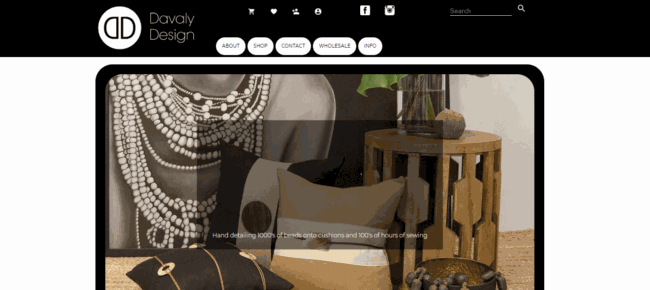 DD
Davaly
Design
Search
ABOUT
SHOP
CONTACT
WHOLESALE
INFO
Hand detailing 1000's of beads onto cushions and 100's of hours of sewing